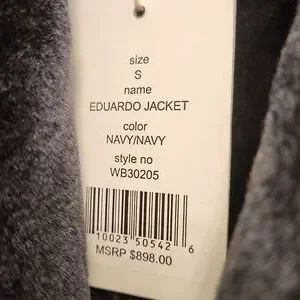 size
S
name
EDUARDO JACKET
color
NAVY/NAVY
style no
WB30205
10023 50542 6
MSRP $898.00